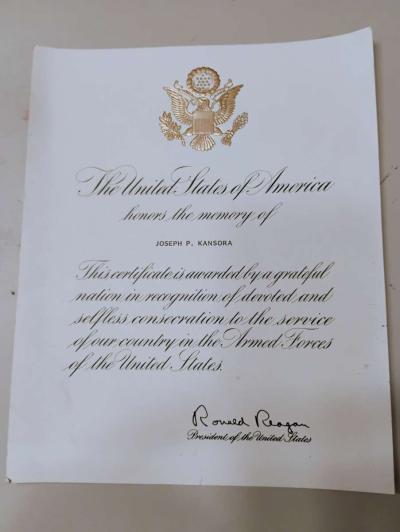 The United States of America
honors the memory of
JOSEPH P. KANSORA
This certificate is awarded by a grateful
nation in recognition of devoted and
selfless consecration to the service
of our country in the Armed Forces
of the United States.
Ronald Reagan
President of the United States